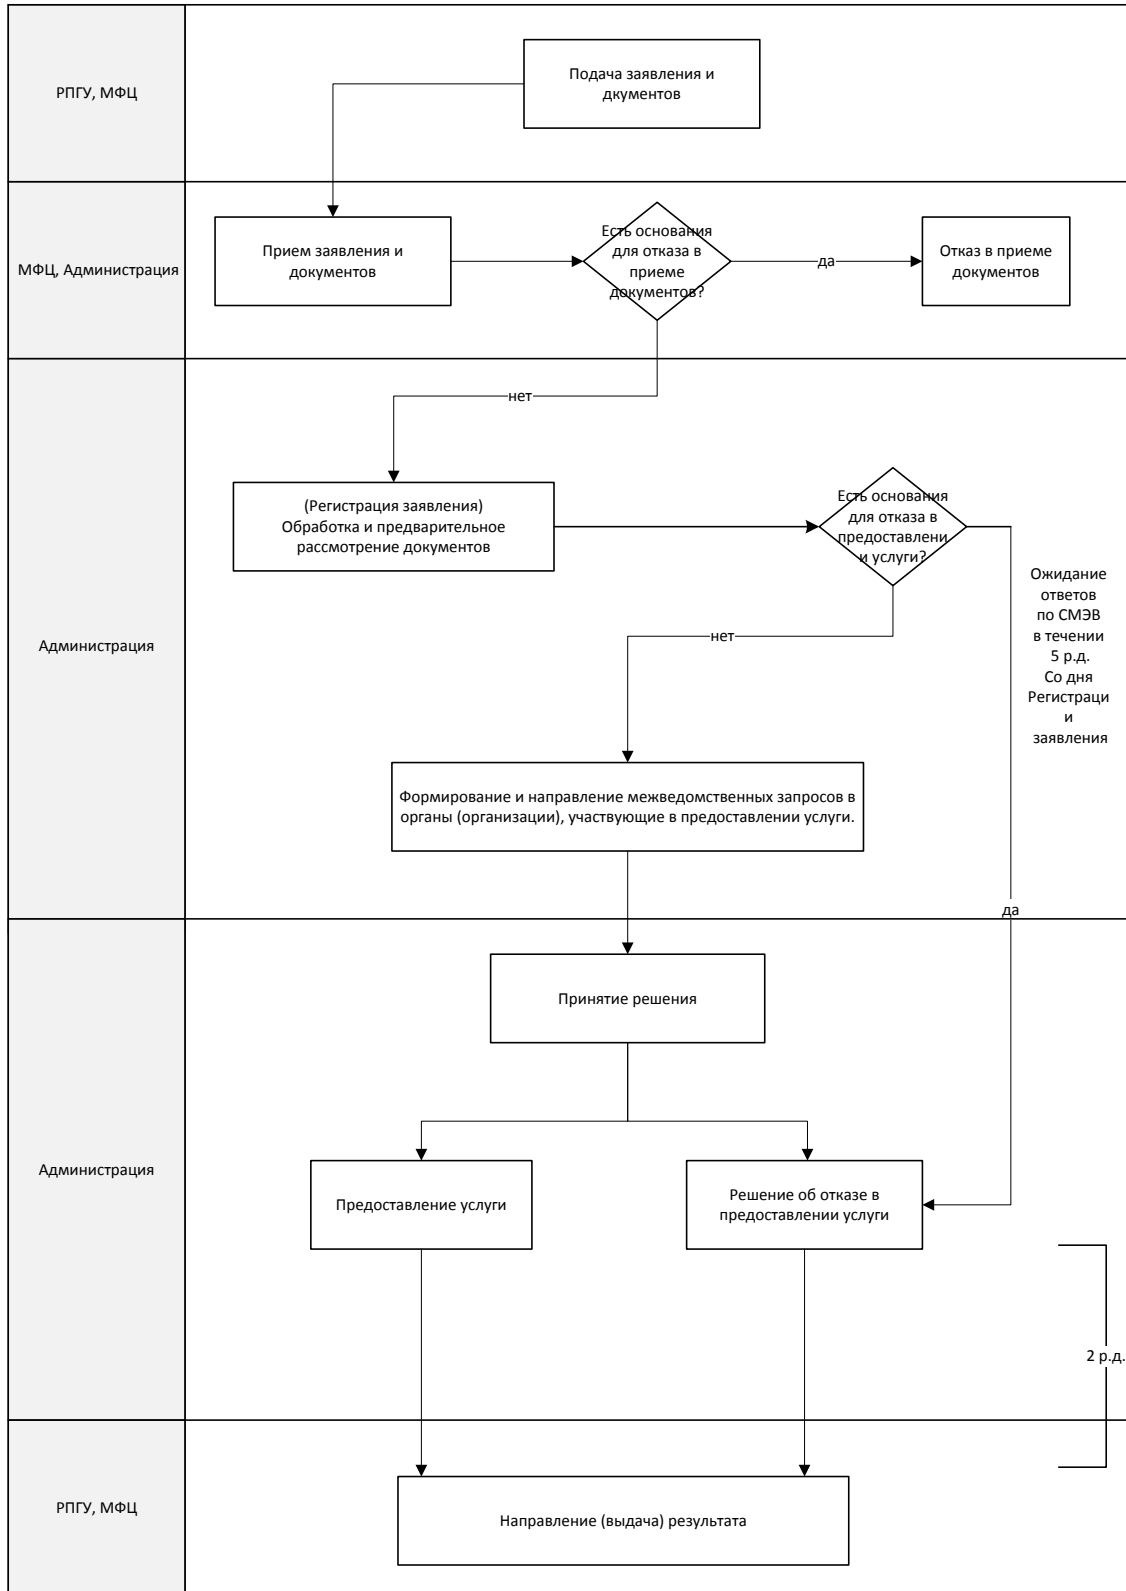 РПГУ, МФЦ
Подача заявления и
дкументов
МФЦ, Администрация
Прием заявления и
документов
Есть основания
для отказа в
приеме
документов?
да
Отказ в приеме
документов
нет
Администрация
(Регистрация заявления)
Обработка и предварительное
рассмотрение документов
Есть основания
для отказа в
предоставлени
и услуги?
Ожидание
ответов
по СМЭВ
в течении
5 р.д.
Со дня
Регистраци
и
заявления
нет
Формирование и направление межведомственных запросов в
органы (организации), участвующие в предоставлении услуги.
да
Администрация
Принятие решения
Предоставление услуги
Решение об отказе в
предоставлении услуги
2 р.д.
РПГУ, МФЦ
Направление (выдача) результата